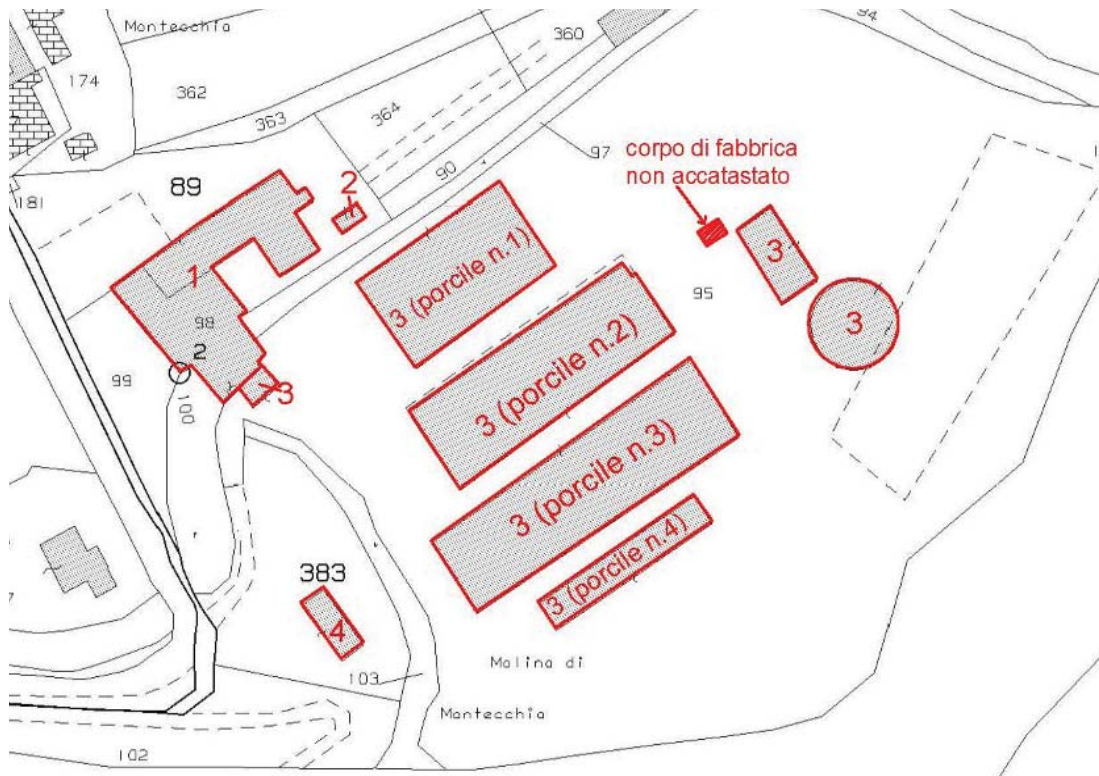 Montecchia
94
174
360
362
363
364
97
corpo di fabbrica
non accatastato
181
89
2
90
3 (porcile n.1)
1
3
95
3
98
3 (porcile n.2)
2
99
3
100
3 (porcile n.3)
383
3 (porcile n.4)
4
Molina di
103
Montecchia
102